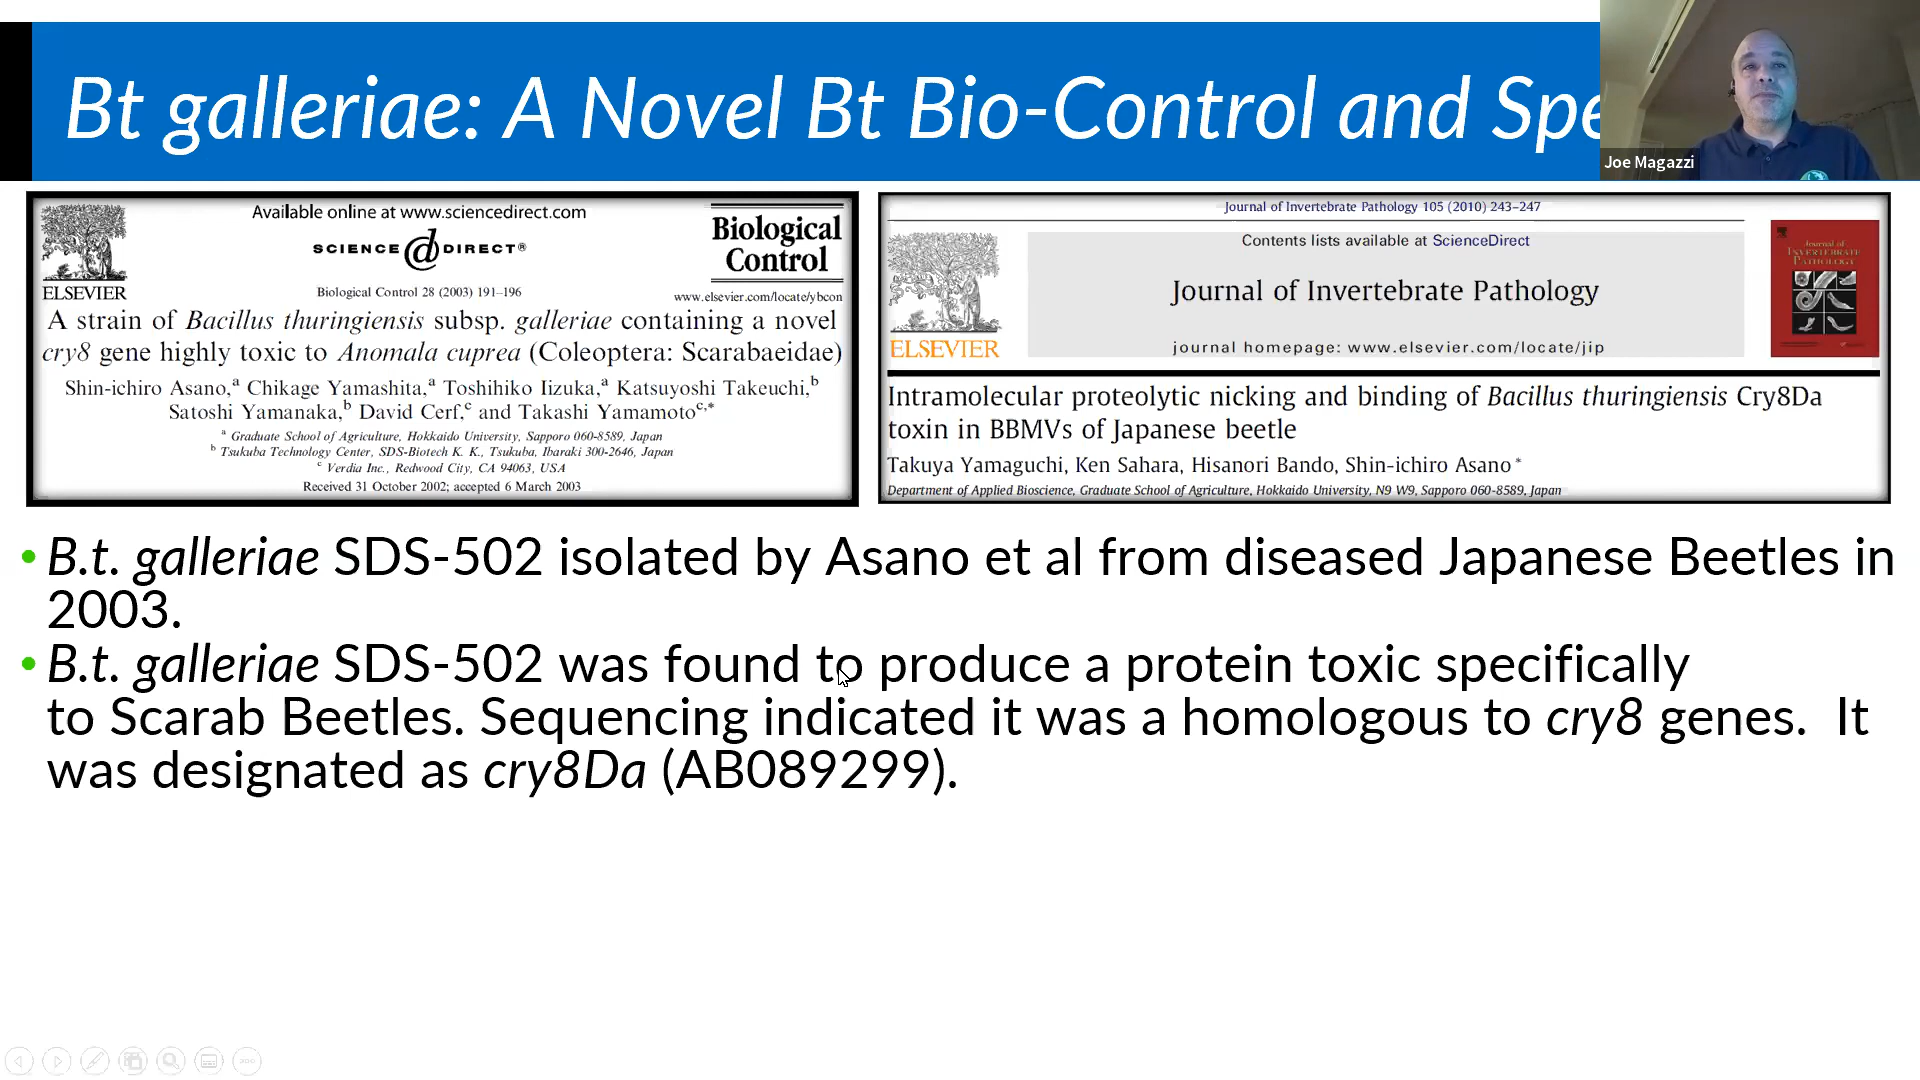 Bt galleriae: A Novel Bt Bio-Control and Spe
Joe Magazzi
Available online at www.sciencedirect.com
SCIENCE @ DIRECT®
Biological
Control
ELSEVIER
Biological Control 28 (2003) 191–196
www.elsevier.com/locate/ybcon
A strain of Bacillus thuringiensis subsp. galleriae containing a novel
cry8 gene highly toxic to Anomala cuprea (Coleoptera: Scarabaeidae)
Shin-ichiro Asano,a Chikage Yamashita,a Toshihiko Iizuka,a Katsuyoshi Takeuchi,b
Satoshi Yamanaka,b David Cerf,c and Takashi Yamamotoc,*
a Graduate School of Agriculture, Hokkaido University, Sapporo 060-8589, Japan
b Tsukuba Technology Center, SDS-Biotech K. K., Tsukuba, Ibaraki 300-2646, Japan
c Verdia Inc., Redwood City, CA 94063, USA
Received 31 October 2002; accepted 6 March 2003
Journal of Invertebrate Pathology 105 (2010) 243–247
Contents lists available at ScienceDirect
Journal of Invertebrate Pathology
journal homepage: www.elsevier.com/locate/jip
ELSEVIER
Journal of
INVERTEBRATE
PATHOLOGY
Intramolecular proteolytic nicking and binding of Bacillus thuringiensis Cry8Da
toxin in BBMVs of Japanese beetle
Takuya Yamaguchi, Ken Sahara, Hisanori Bando, Shin-ichiro Asano *
Department of Applied Bioscience, Graduate School of Agriculture, Hokkaido University, N9 W9, Sapporo 060-8589, Japan
• B.t. galleriae SDS-502 isolated by Asano et al from diseased Japanese Beetles in
2003.
• B.t. galleriae SDS-502 was found to produce a protein toxic specifically
to Scarab Beetles. Sequencing indicated it was a homologous to cry8 genes. It
was designated as cry8Da (AB089299).